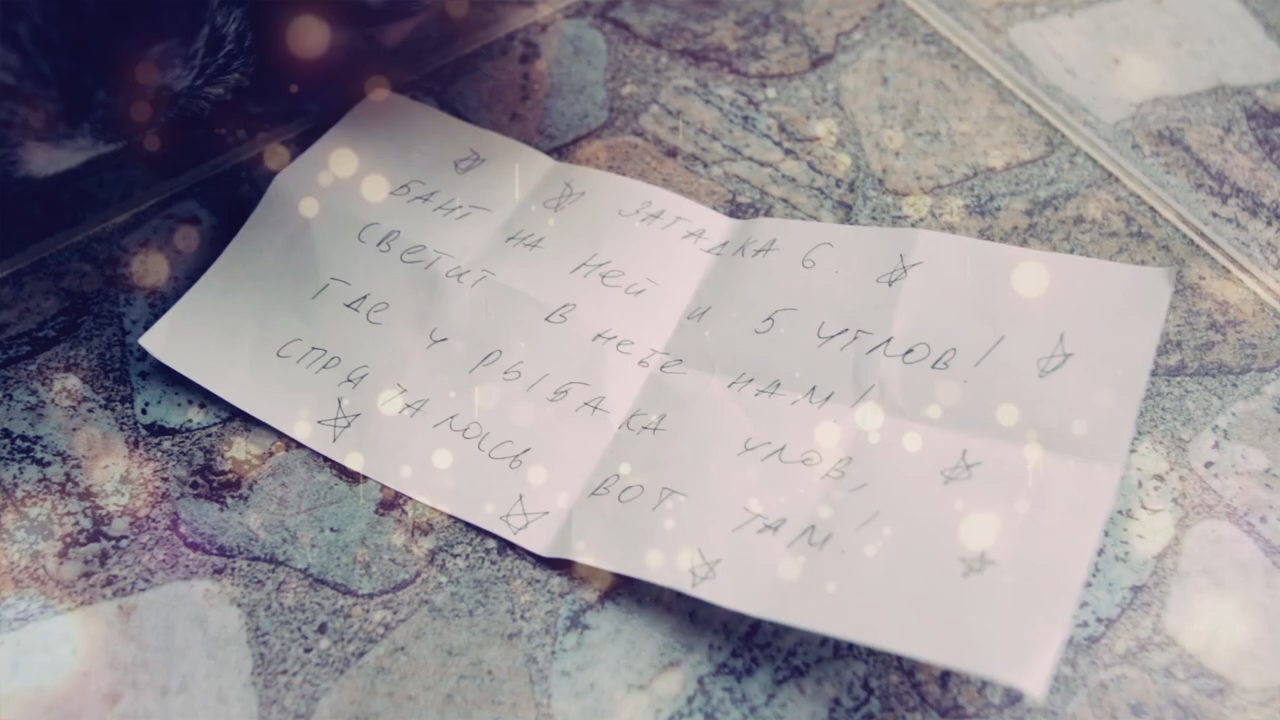 ЗАГАДКА 6.
БАНТ НА НЕЙ И 5 УГЛОВ!
СВЕТИТ В НЕБЕ НАМ!
ГДЕ У РЫБАКА УЛОВ,
СПРЯТАЛОСЬ ВОТ ТАМ!